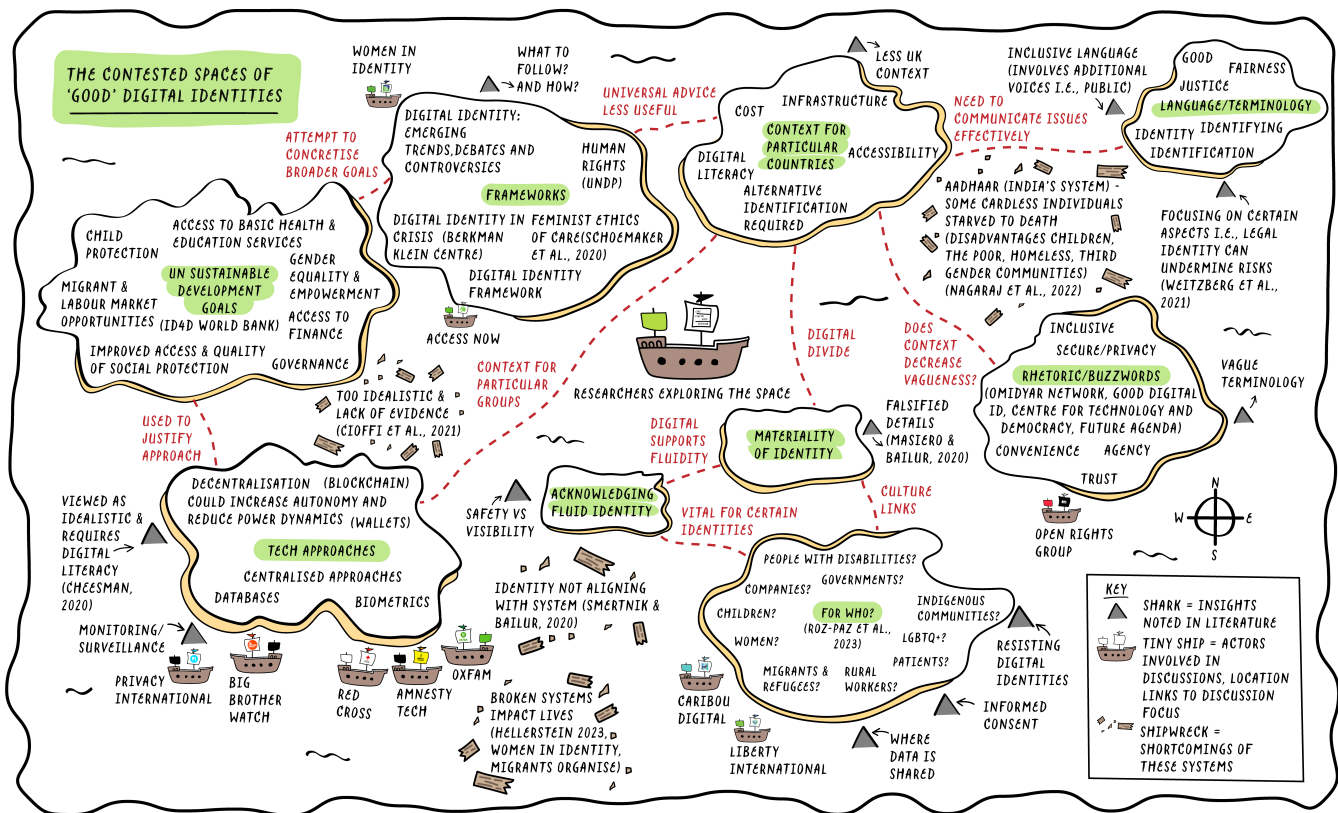 THE CONTESTED SPACES OF
'GOOD' DIGITAL IDENTITIES
WOMEN IN
IDENTITY
WHAT TO
FOLLOW?
AND HOW?
ATTEMPT TO
CONCRETISE
BROADER GOALS
UNIVERSAL ADVICE
LESS USEFUL
DIGITAL IDENTITY:
EMERGING
TRENDS,DEBATES AND
CONTROVERSIES
HUMAN
RIGHTS
(UNDP)
FRAMEWORKS
DIGITAL IDENTITY IN
CRISIS (BERKMAN
KLEIN CENTRE)
FEMINIST ETHICS
OF CARE(SCHOEMAKER
ET AL., 2020)
DIGITAL IDENTITY
FRAMEWORK
ACCESS NOW
LESS UK
CONTEXT
COST
INFRASTRUCTURE
CONTEXT FOR
PARTICULAR
COUNTRIES
ACCESSIBILITY
DIGITAL
LITERACY
ALTERNATIVE
IDENTIFICATION
REQUIRED
NEED TO
COMMUNICATE ISSUES
EFFECTIVELY
INCLUSIVE LANGUAGE
(INVOLVES ADDITIONAL
VOICES I.E., PUBLIC)
GOOD
FAIRNESS
JUSTICE
LANGUAGE/TERMINOLOGY
IDENTITY
IDENTIFYING
IDENTIFICATION
AADHAAR (INDIA'S SYSTEM) -
SOME CARDLESS INDIVIDUALS
STARVED TO DEATH
(DISADVANTAGES CHILDREN,
THE POOR, HOMELESS, THIRD
GENDER COMMUNITIES)
(NAGARAJ ET AL., 2022)
FOCUSING ON CERTAIN
ASPECTS I.E., LEGAL
IDENTITY CAN
UNDERMINE RISKS
(WEITZBERG ET AL.,
2021)
CHILD
PROTECTION
ACCESS TO BASIC HEALTH &
EDUCATION SERVICES
UN SUSTAINABLE
DEVELOPMENT
GOALS
(ID4D WORLD BANK)
GENDER
EQUALITY &
EMPOWERMENT
MIGRANT &
LABOUR MARKET
OPPORTUNITIES
ACCESS TO
FINANCE
IMPROVED ACCESS & QUALITY
OF SOCIAL PROTECTION
GOVERNANCE
TOO IDEALISTIC &
LACK OF EVIDENCE
(CIOFFI ET AL., 2021)
CONTEXT FOR
PARTICULAR
GROUPS
RESEARCHERS EXPLORING THE SPACE
DIGITAL
DIVIDE
DOES
CONTEXT
DECREASE
VAGUENESS?
INCLUSIVE
SECURE/PRIVACY
RHETORIC/BUZZWORDS
(OMIDYAR NETWORK, GOOD DIGITAL
ID, CENTRE FOR TECHNOLOGY AND
DEMOCRACY, FUTURE AGENDA)
CONVENIENCE
AGENCY
TRUST
VAGUE
TERMINOLOGY
OPEN RIGHTS
GROUP
USED TO
JUSTIFY
APPROACH
DECENTRALISATION (BLOCKCHAIN)
COULD INCREASE AUTONOMY AND
REDUCE POWER DYNAMICS (WALLETS)
TECH APPROACHES
CENTRALISED APPROACHES
DATABASES
BIOMETRICS
VIEWED AS
IDEALISTIC &
REQUIRES
DIGITAL
LITERACY
(CHEESMAN,
2020)
MONITORING/
SURVEILLANCE
PRIVACY
INTERNATIONAL
BIG
BROTHER
WATCH
RED
CROSS
AMNESTY
TECH
OXFAM
SAFETY VS
VISIBILITY
ACKNOWLEDGING
FLUID IDENTITY
DIGITAL
SUPPORTS
FLUIDITY
MATERIALITY
OF IDENTITY
FALSIFIED
DETAILS
(MASIERO &
BAILUR, 2020)
VITAL FOR CERTAIN
IDENTITIES
CULTURE
LINKS
IDENTITY NOT ALIGNING
WITH SYSTEM (SMERTNIK &
BAILUR, 2020)
BROKEN SYSTEMS
IMPACT LIVES
(HELLERSTEIN 2023,
WOMEN IN IDENTITY,
MIGRANTS ORGANISE)
PEOPLE WITH DISABILITIES?
GOVERNMENTS?
COMPANIES?
INDIGENOUS
COMMUNITIES?
CHILDREN?
FOR WHO?
(ROZ-PAZ ET AL.,
2023)
LGBTQ+?
WOMEN?
PATIENTS?
MIGRANTS &
REFUGEES?
RURAL
WORKERS?
CARIBOU
DIGITAL
LIBERTY
INTERNATIONAL
RESISTING
DIGITAL
IDENTITIES
INFORMED
CONSENT
WHERE
DATA IS
SHARED
N
W
E
S
KEY
SHARK = INSIGHTS
NOTED IN LITERATURE
TINY SHIP = ACTORS
INVOLVED IN
DISCUSSIONS, LOCATION
LINKS TO DISCUSSION
FOCUS
SHIPWRECK =
SHORTCOMINGS OF
THESE SYSTEMS